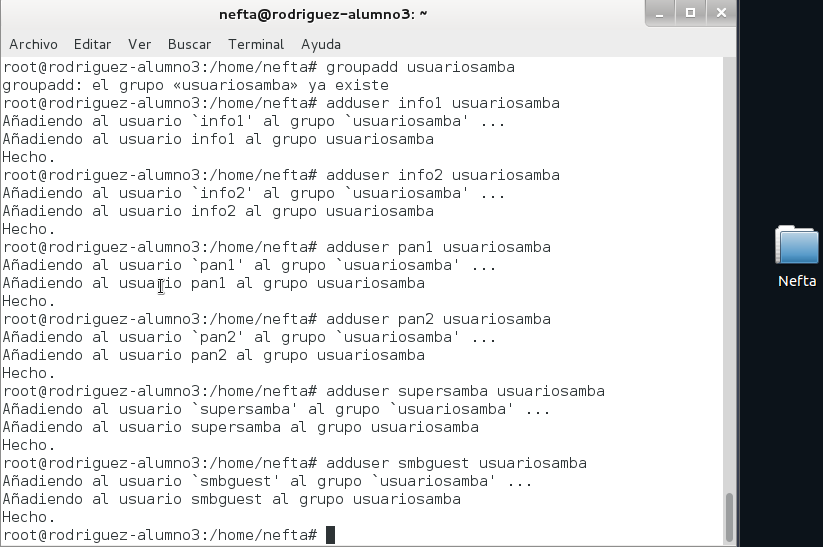 nefta@rodriguez-alumno3: ~
Archivo Editar Ver Buscar Terminal Ayuda
root@rodriguez-alumno3:/home/nefta# groupadd usuariosamba
groupadd: el grupo «usuariosamba» ya existe
root@rodriguez-alumno3:/home/nefta# adduser info1 usuariosamba
Añadiendo al usuario `info1' al grupo `usuariosamba' ...
Añadiendo al usuario info1 al grupo usuariosamba
Hecho.
root@rodriguez-alumno3:/home/nefta# adduser info2 usuariosamba
Añadiendo al usuario `info2' al grupo `usuariosamba' ...
Añadiendo al usuario info2 al grupo usuariosamba
Hecho.
root@rodriguez-alumno3:/home/nefta# adduser pan1 usuariosamba
Añadiendo al usuario `pan1' al grupo `usuariosamba' ...
Añadiendo al usuario pan1 al grupo usuariosamba
Hecho.
root@rodriguez-alumno3:/home/nefta# adduser pan2 usuariosamba
Añadiendo al usuario `pan2' al grupo `usuariosamba' ...
Añadiendo al usuario pan2 al grupo usuariosamba
Hecho.
root@rodriguez-alumno3:/home/nefta# adduser supersamba usuariosamba
Añadiendo al usuario `supersamba' al grupo `usuariosamba' ...
Añadiendo al usuario supersamba al grupo usuariosamba
Hecho.
root@rodriguez-alumno3:/home/nefta# adduser smbguest usuariosamba
Añadiendo al usuario `smbguest' al grupo `usuariosamba' ...
Añadiendo al usuario smbguest al grupo usuariosamba
Hecho.
root@rodriguez-alumno3:/home/nefta#
Nefta